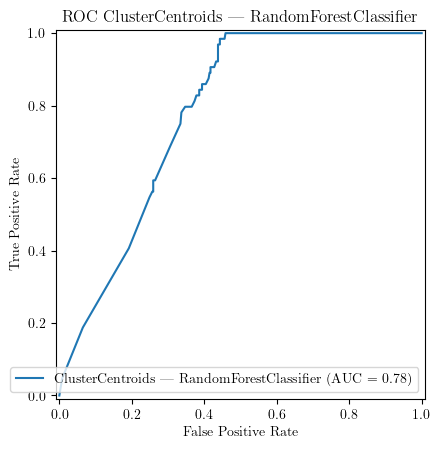 ROC ClusterCentroids — RandomForestClassifier
True Positive Rate
1.0
0.8
0.6
0.4
0.2
0.0
ClusterCentroids — RandomForestClassifier (AUC = 0.78)
0.0 0.2 0.4 0.6 0.8 1.0
False Positive Rate